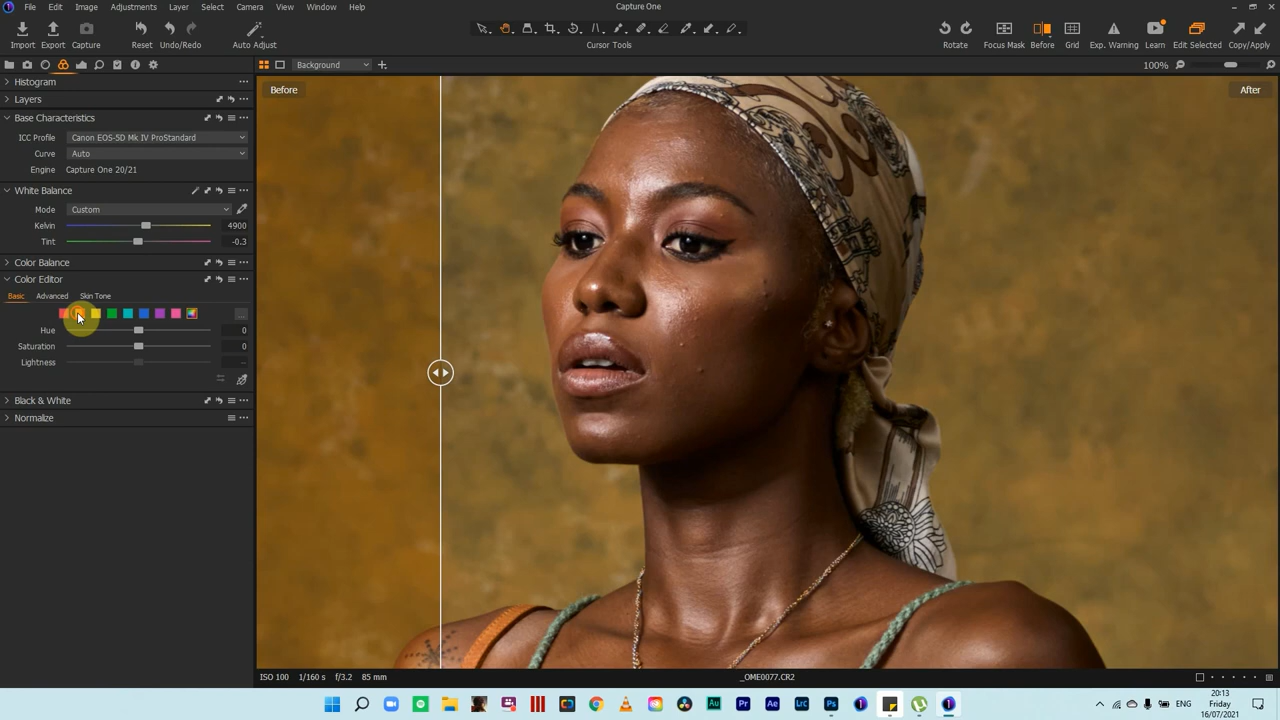 File Edit Image Adjustments Layer Select Camera View Window Help
Capture One
Import Export Capture Reset Undo/Redo Auto Adjust
Cursor Tools
Rotate Focus Mask Before Grid Exp. Warning Learn Edit Selected Copy/Apply
Background
100%
Histogram
Layers
Base Characteristics
ICC Profile Canon EOS-5D Mk IV ProStandard
Curve Auto
Engine Capture One 20/21
White Balance
Mode Custom
Kelvin 4900
Tint -0.3
Color Balance
Color Editor
Basic Advanced Skin Tone
Hue 0
Saturation 0
Lightness
Black & White
Normalize
Before
After
ISO 100 1/160 s f/3.2 85 mm
_OME0077.CR2
Au Pr Ae Lrc Ps
ENG
20:13
Friday
16/07/2021